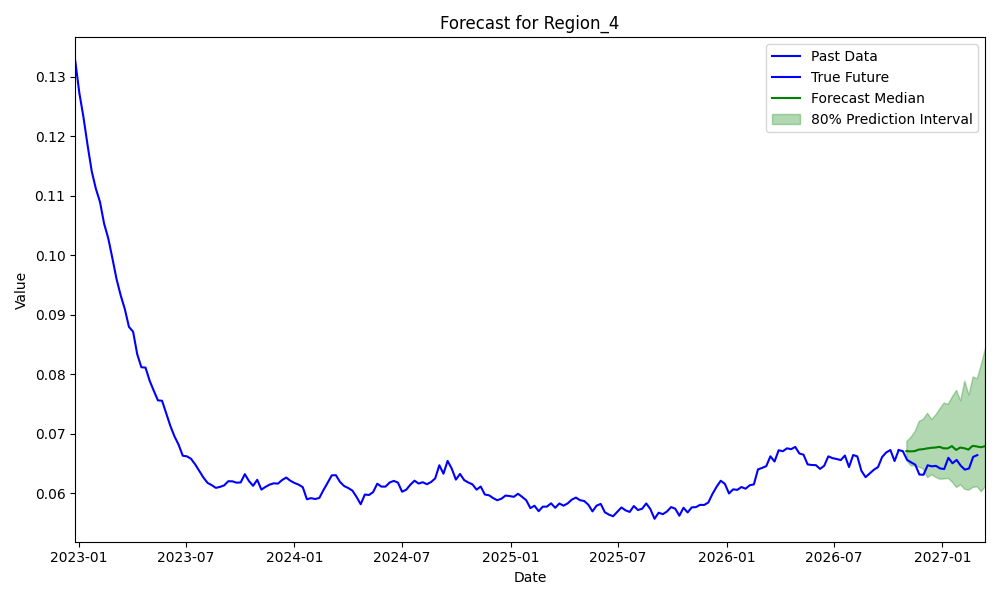 Forecast for Region_4
Past Data
True Future
Forecast Median
80% Prediction Interval
0.13
0.12
0.11
0.10
0.09
0.08
0.07
0.06
Value
2023-01
2023-07
2024-01
2024-07
2025-01
2025-07
2026-01
2026-07
2027-01
Date